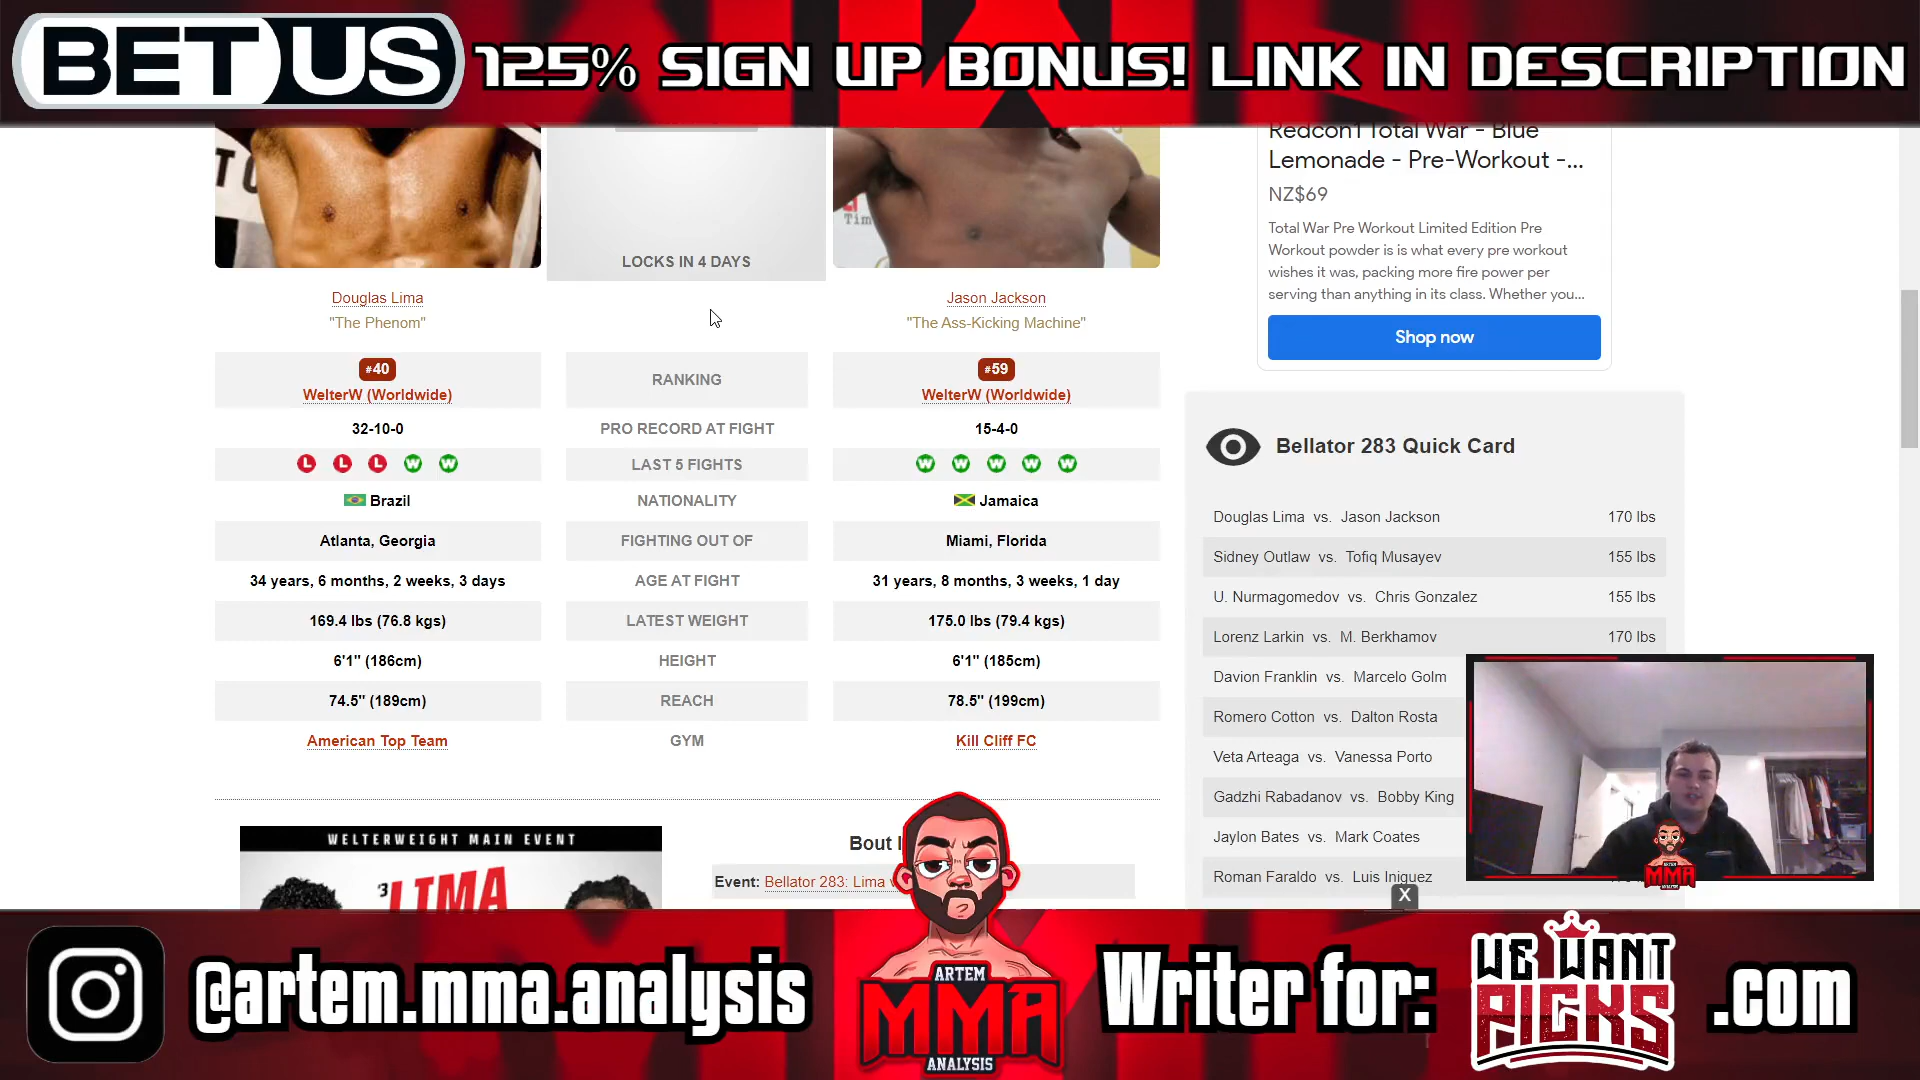 BETUS 125% SIGN UP BONUS! LINK IN DESCRIPTION
Redcon1 Total War - Blue
Lemonade - Pre-Workout -...
NZ$69
Total War Pre Workout Limited Edition Pre
Workout powder is is what every pre workout
wishes it was, packing more fire power per
serving than anything in its class. Whether you...
Shop now
Tim
LOCKS IN 4 DAYS
Douglas Lima
"The Phenom"
Jason Jackson
"The Ass-Kicking Machine"
#40
WelterW (Worldwide)
RANKING
#59
WelterW (Worldwide)
32-10-0 PRO RECORD AT FIGHT 15-4-0
L L L W W LAST 5 FIGHTS W W W W W
Brazil NATIONALITY Jamaica
Atlanta, Georgia FIGHTING OUT OF Miami, Florida
34 years, 6 months, 2 weeks, 3 days AGE AT FIGHT 31 years, 8 months, 3 weeks, 1 day
169.4 lbs (76.8 kgs) LATEST WEIGHT 175.0 lbs (79.4 kgs)
6'1" (186cm) HEIGHT 6'1" (185cm)
74.5" (189cm) REACH 78.5" (199cm)
American Top Team GYM Kill Cliff FC
Bellator 283 Quick Card
Douglas Lima vs. Jason Jackson 170 lbs
Sidney Outlaw vs. Tofiq Musayev 155 lbs
U. Nurmagomedov vs. Chris Gonzalez 155 lbs
Lorenz Larkin vs. M. Berkhamov 170 lbs
Davion Franklin vs. Marcelo Golm
Romero Cotton vs. Dalton Rosta
Veta Arteaga vs. Vanessa Porto
Gadzhi Rabadanov vs. Bobby King
Jaylon Bates vs. Mark Coates
Roman Faraldo vs. Luis Iniguez
X
WELTERWEIGHT MAIN EVENT
3 LIMA
Bout
Event: Bellator 283: Lima
ARTEM
MMA
ANALYSIS
@artem.mma.analysis
ARTEM
MMA
ANALYSIS
Writer for:
WE WANT
PICKS
.com